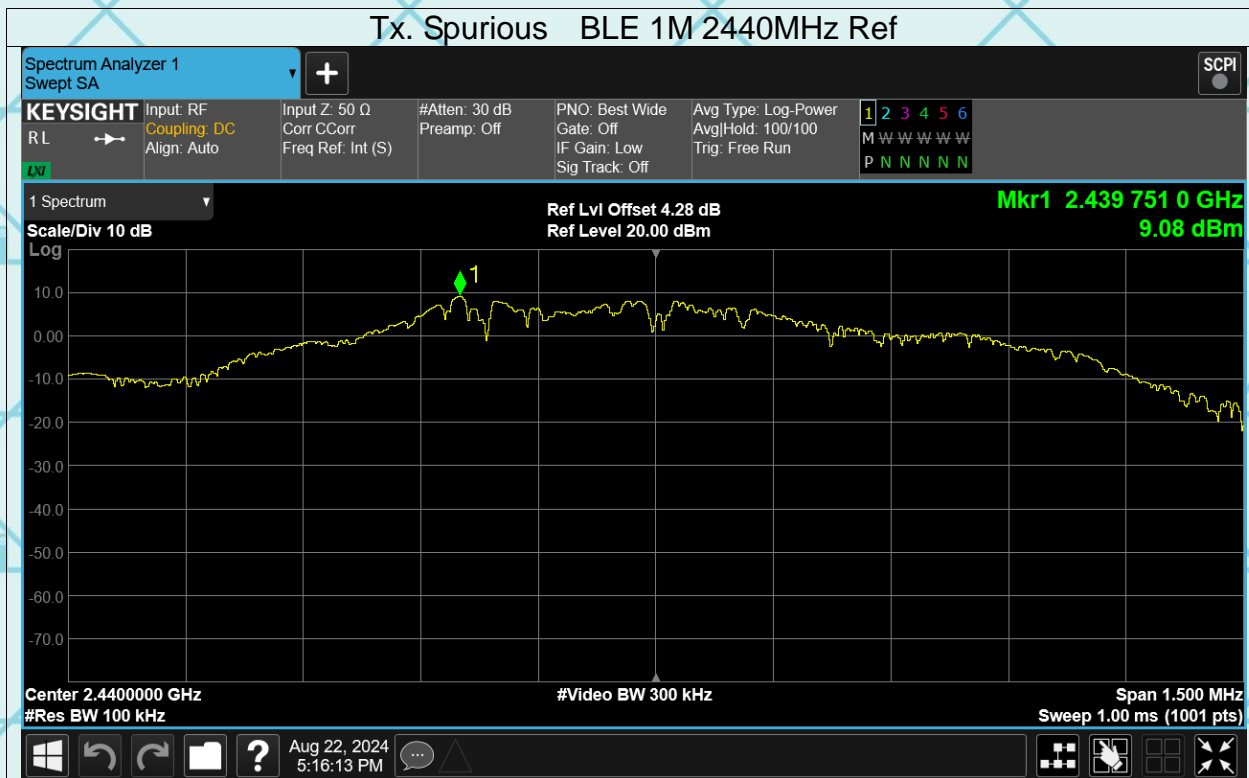 Tx. Spurious BLE 1M 2440MHz Ref
Spectrum Analyzer 1
Swept SA
+
SCPI
KEYSIGHT
RL
LXI
Input: RF
Coupling: DC
Align: Auto
Input Z: 50 Ω
Corr CCorr
Freq Ref: Int (S)
#Atten: 30 dB
Preamp: Off
PNO: Best Wide
Gate: Off
IF Gain: Low
Sig Track: Off
Avg Type: Log-Power
Avg|Hold: 100/100
Trig: Free Run
1 2 3 4 5 6
M W W W W W
P N N N N N
1 Spectrum
Scale/Div 10 dB
Log
Ref Lvl Offset 4.28 dB
Ref Level 20.00 dBm
Mkr1 2.439 751 0 GHz
9.08 dBm
1
10.0
0.00
-10.0
-20.0
-30.0
-40.0
-50.0
-60.0
-70.0
Center 2.4400000 GHz
#Res BW 100 kHz
#Video BW 300 kHz
Span 1.500 MHz
Sweep 1.00 ms (1001 pts)
?
Aug 22, 2024
5:16:13 PM